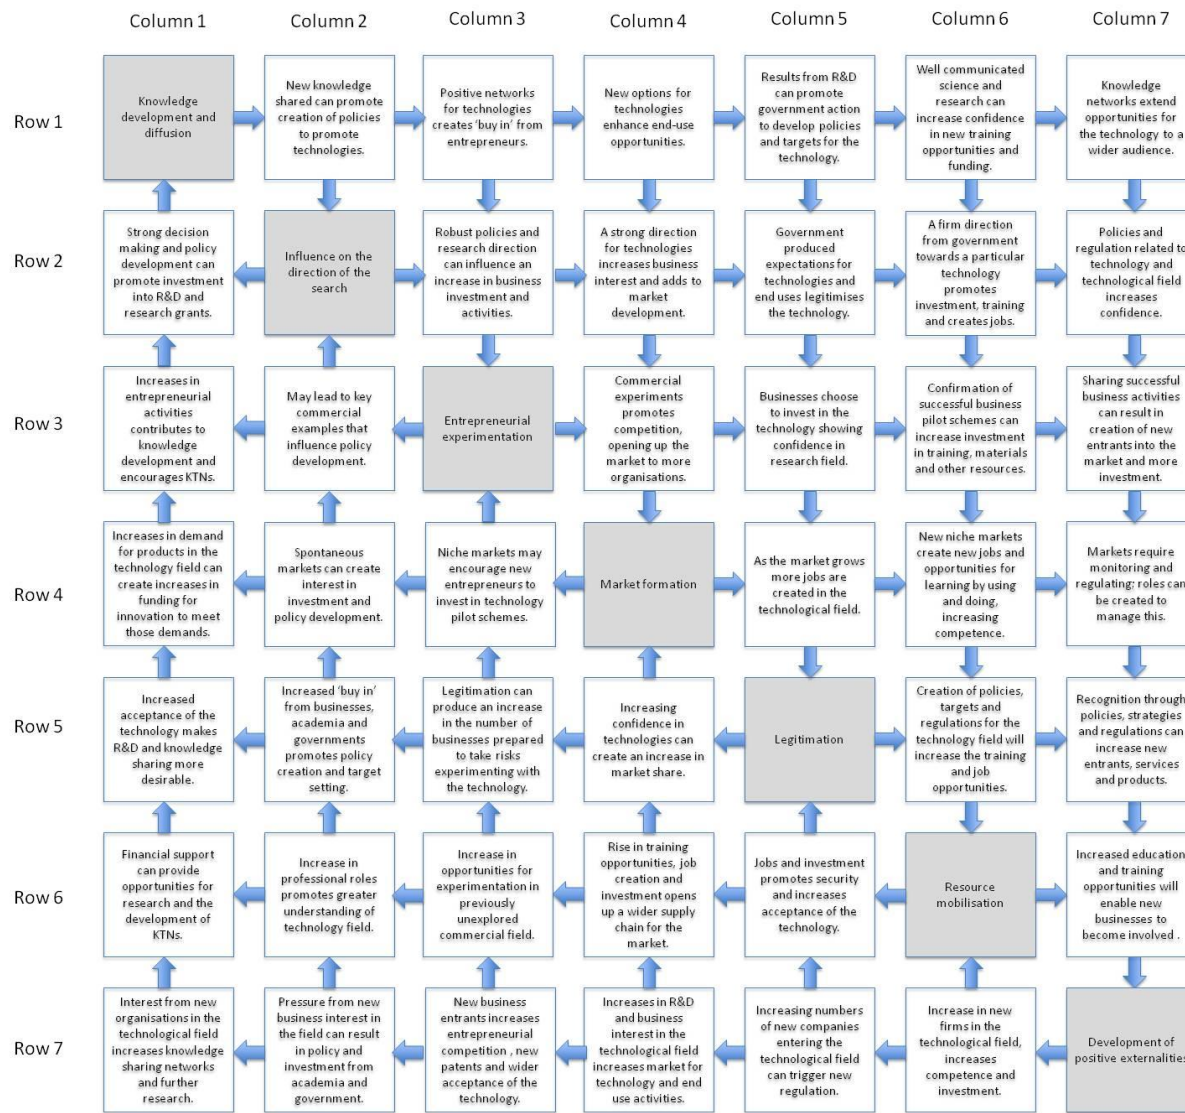 Column 1
Column 2
Column 3
Column 4
Column 5
Column 6
Column 7
Row 1
Knowledge
development and
diffusion
New knowledge
shared can promote
creation of policies
to promote
technologies.
Positive networks
for technologies
creates 'buy in' from
entrepreneurs.
New options for
technologies
enhance end-use
opportunities.
Results from R&D
can promote
government action
to develop policies
and targets for the
technology.
Well communicated
science and
research can
increase confidence
in new training
opportunities and
funding.
Knowledge
networks extend
opportunities for
the technology to a
wider audience.
Row 2
Strong decision
making and policy
development can
promote investment
into R&D and
research grants.
Influence on the
direction of the
search
Robust policies and
research direction
can influence an
increase in business
investment and
activities.
A strong direction
for technologies
increases business
interest and adds to
market
development.
Government
produced
expectations for
technologies and
end uses legitimises
the technology.
A firm direction
from government
towards a particular
technology
promotes
investment, training
and creates jobs.
Policies and
regulation related to
technology and
technological field
increases
confidence.
Row 3
Increases in
entrepreneurial
activities
contributes to
knowledge
development and
encourages KTNs.
May lead to key
commercial
examples that
influence policy
development.
Entrepreneurial
experimentation
Commercial
experiments
promotes
competition,
opening up the
market to more
organisations.
Businesses choose
to invest in the
technology showing
confidence in
research field.
Confirmation of
successful business
pilot schemes can
increase investment
in training, materials
and other resources.
Sharing successful
business activities
can result in
creation of new
entrants into the
market and more
investment.
Row 4
Increases in demand
for products in the
technology field can
create increases in
funding for
innovation to meet
those demands.
Spontaneous
markets can create
interest in
investment and
policy development.
Niche markets may
encourage new
entrepreneurs to
invest in technology
pilot schemes.
Market formation
As the market grows
more jobs are
created in the
technological field.
New niche markets
create new jobs and
opportunities for
learning by using
and doing,
increasing
competence.
Markets require
monitoring and
regulating; roles can
be created to
manage this.
Row 5
Increased
acceptance of the
technology makes
R&D and knowledge
sharing more
desirable.
Increased 'buy in'
from businesses,
academia and
governments
promotes policy
creation and target
setting.
Legitimation can
produce an increase
in the number of
businesses prepared
to take risks
experimenting with
the technology.
Increasing
confidence in
technologies can
create an increase in
market share.
Legitimation
Creation of policies,
targets and
regulations for the
technology field will
increase the training
and job
opportunities.
Recognition through
policies, strategies
and regulations can
increase new
entrants, services
and products.
Row 6
Financial support
can provide
opportunities for
research and the
development of
KTNs.
Increase in
professional roles
promotes greater
understanding of
technology field.
Increase in
opportunities for
experimentation in
previously
unexplored
commercial field.
Rise in training
opportunities, job
creation and
investment opens
up a wider supply
chain for the
market.
Jobs and investment
promotes security
and increases
acceptance of the
technology.
Resource
mobilisation
Increased education
and training
opportunities will
enable new
businesses to
become involved .
Row 7
Interest from new
organisations in the
technological field
increases knowledge
sharing networks
and further
research.
Pressure from new
business interest in
the field can result
in policy and
investment from
academia and
government.
New business
entrants increases
entrepreneurial
competition , new
patents and wider
acceptance of the
technology.
Increases in R&D
and business
interest in the
technological field
increases market for
technology and end
use activities.
Increasing numbers
of new companies
entering the
technological field
can trigger new
regulation.
Increase in new
firms in the
technological field,
increases
competence and
investment.
Development of
positive externalities